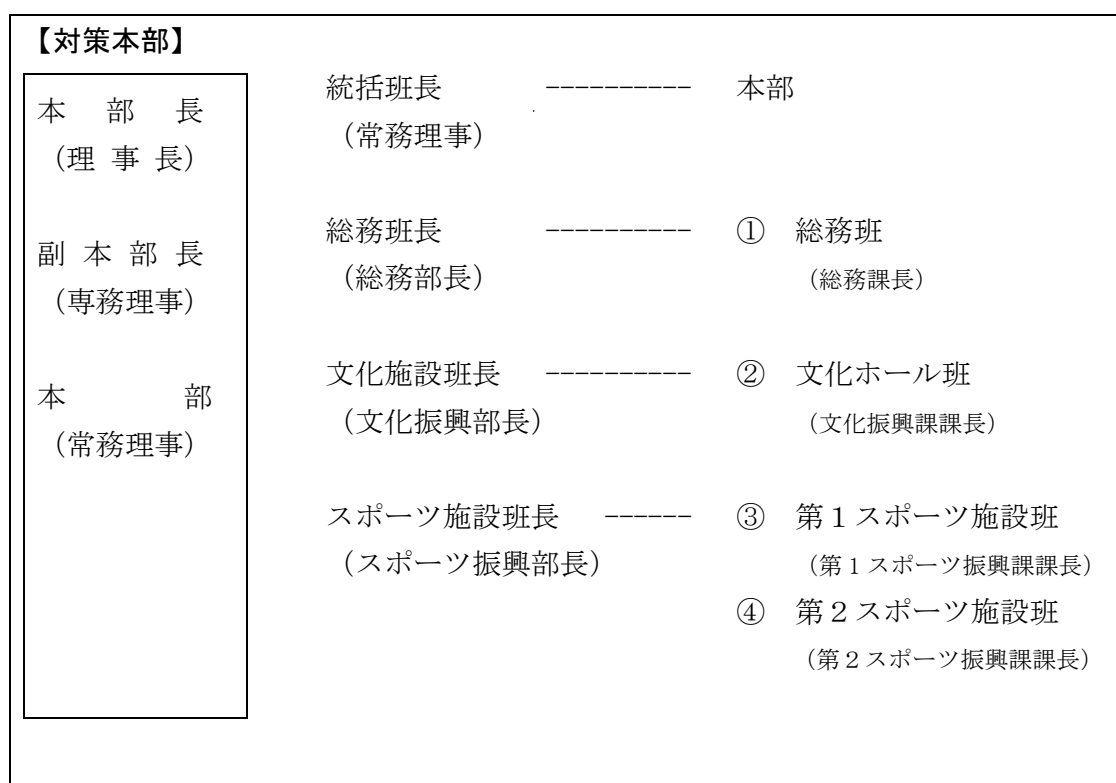 【対策本部】
本　部　長
（理 事 長）
副 本 部 長
（専務理事）
本　　　　部
（常務理事）
統括班長　----------　本部
（常務理事）
総務班長　----------　①　総務班
（総務部長）　（総務課長）
文化施設班長　----------　②　文化ホール班
（文化振興部長）　（文化振興課課長）
スポーツ施設班長　------　③　第１スポーツ施設班
（スポーツ振興部長）　（第１スポーツ振興課課長）
④　第２スポーツ施設班
（第２スポーツ振興課課長）